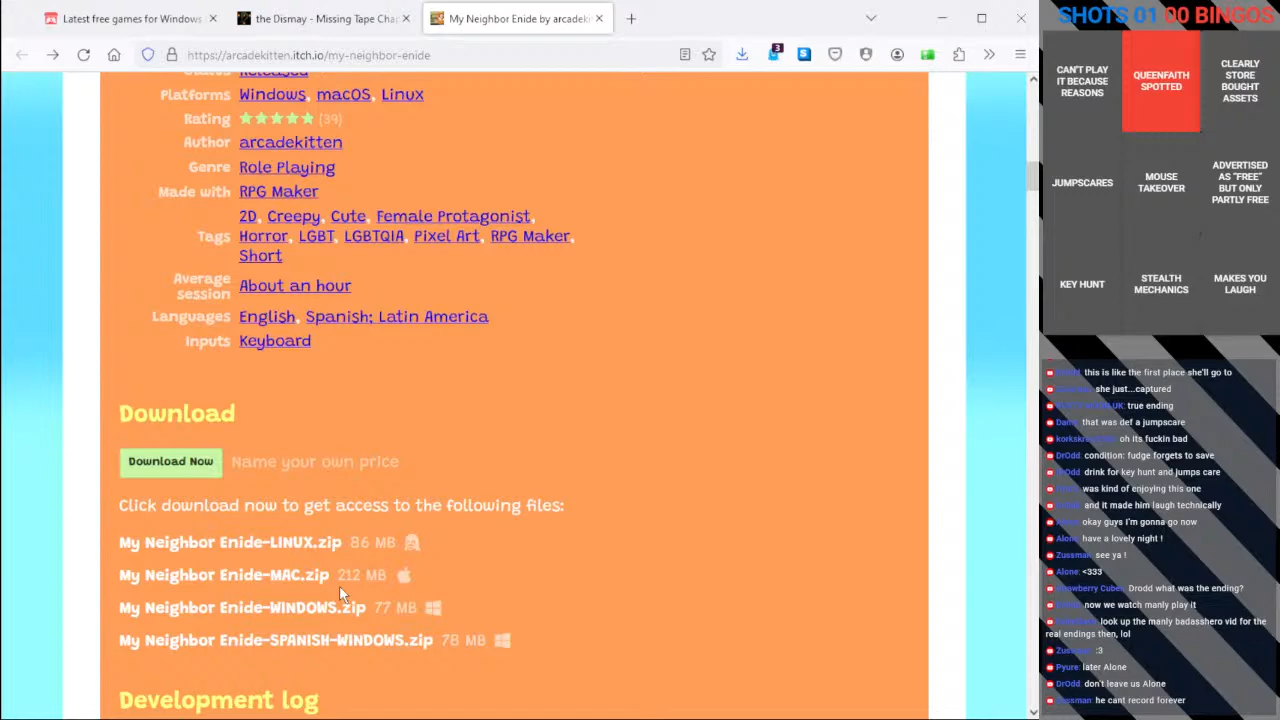 Latest free games for Windows
the Dismay - Missing Tape Cha
My Neighbor Enide by arcadeki
https://arcadekitten.itch.io/my-neighbor-enide
3
Released
Platforms Windows, macOS, Linux
Rating (39)
Author arcadekitten
Genre Role Playing
Made with RPG Maker
Tags 2D, Creepy, Cute, Female Protagonist,
Horror, LGBT, LGBTQIA, Pixel Art, RPG Maker,
Short
Average session About an hour
Languages English, Spanish; Latin America
Inputs Keyboard
Download
Download Now Name your own price
Click download now to get access to the following files:
My Neighbor Enide-LINUX.zip 86 MB
My Neighbor Enide-MAC.zip 212 MB
My Neighbor Enide-WINDOWS.zip 77 MB
My Neighbor Enide-SPANISH-WINDOWS.zip 78 MB
Development log
SHOTS 01 00 BINGOS
CAN'T PLAY IT BECAUSE REASONS
QUEENFAITH SPOTTED
CLEARLY STORE BOUGHT ASSETS
JUMPSCARES
MOUSE TAKEOVER
ADVERTISED AS "FREE" BUT ONLY PARTLY FREE
KEY HUNT
STEALTH MECHANICS
MAKES YOU LAUGH
this is like the first place she'll go to
she just...captured
true ending
that was def a jumpscare
oh its fuckin bad
DrOdd: condition: fudge forgets to save
DrOdd: drink for key hunt and jumps care
was kind of enjoying this one
and it made him laugh technically
okay guys I'm gonna go now
Alone: have a lovely night !
Zussman: see ya !
Alone: <333
Strawberry Cube: Drodd what was the ending?
now we watch manly play it
look up the manly badasshero vid for the
real endings then, lol
:3
Pyure: later Alone
DrOdd: don't leave us Alone
Zussman: he cant record forever